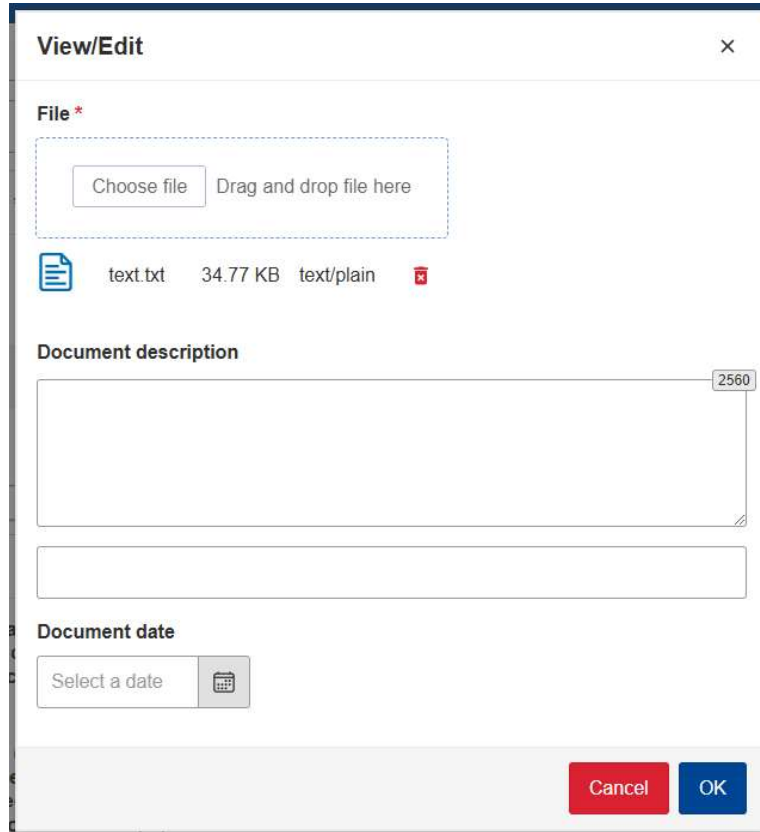 View/Edit
File *
Choose file Drag and drop file here
text.txt 34.77 KB text/plain
Document description
2560
Document date
Select a date
Cancel OK